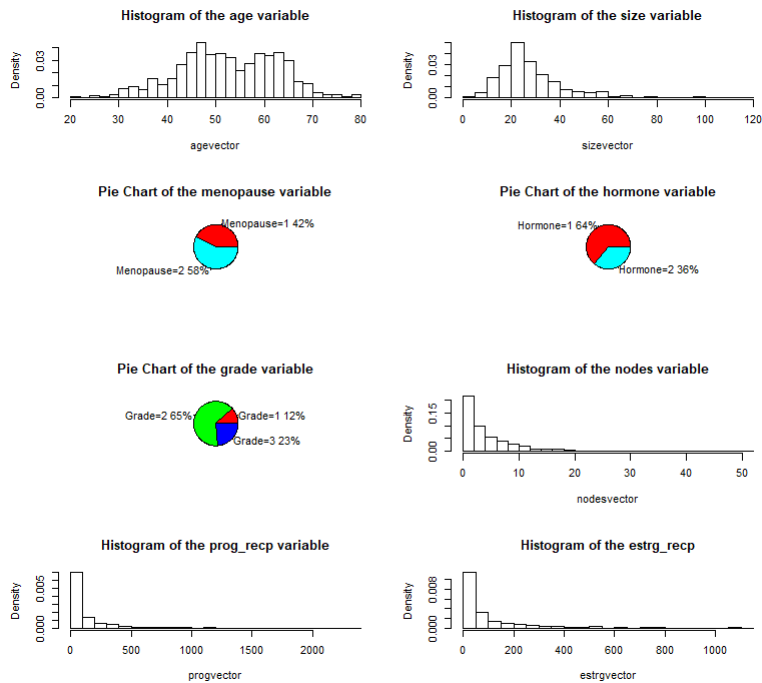 Histogram of the age variable
Density
0.00 0.03
20 30 40 50 60 70 80
agevector
Histogram of the size variable
Density
0.00 0.03
0 20 40 60 80 100 120
sizevector
Pie Chart of the menopause variable
Menopause=1 42%
Menopause=2 58%
Pie Chart of the hormone variable
Hormone=1 64%
Hormone=2 36%
Pie Chart of the grade variable
Grade=2 65%
Grade=1 12%
Grade=3 23%
Histogram of the nodes variable
Density
0.00 0.15
0 10 20 30 40 50
nodesvector
Histogram of the prog_recp variable
Density
0.000 0.005
0 500 1000 1500 2000
progvector
Histogram of the estrg_recp
Density
0.000 0.008
0 200 400 600 800 1000
estrgvector